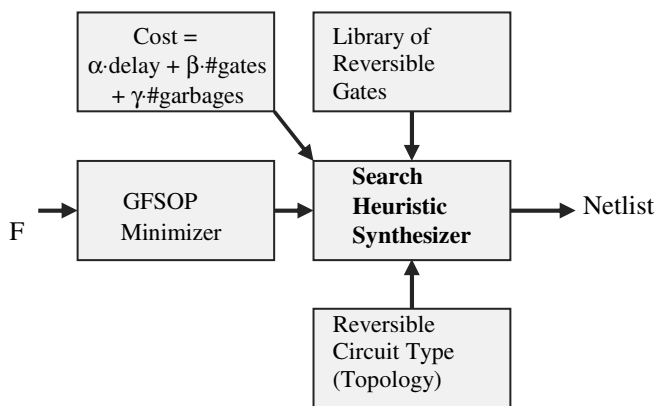 Cost =
α·delay + β·#gates
+ γ·#garbages
Library of
Reversible
Gates
F
GFSOP
Minimizer
Search
Heuristic
Synthesizer
Netlist
Reversible
Circuit Type
(Topology)